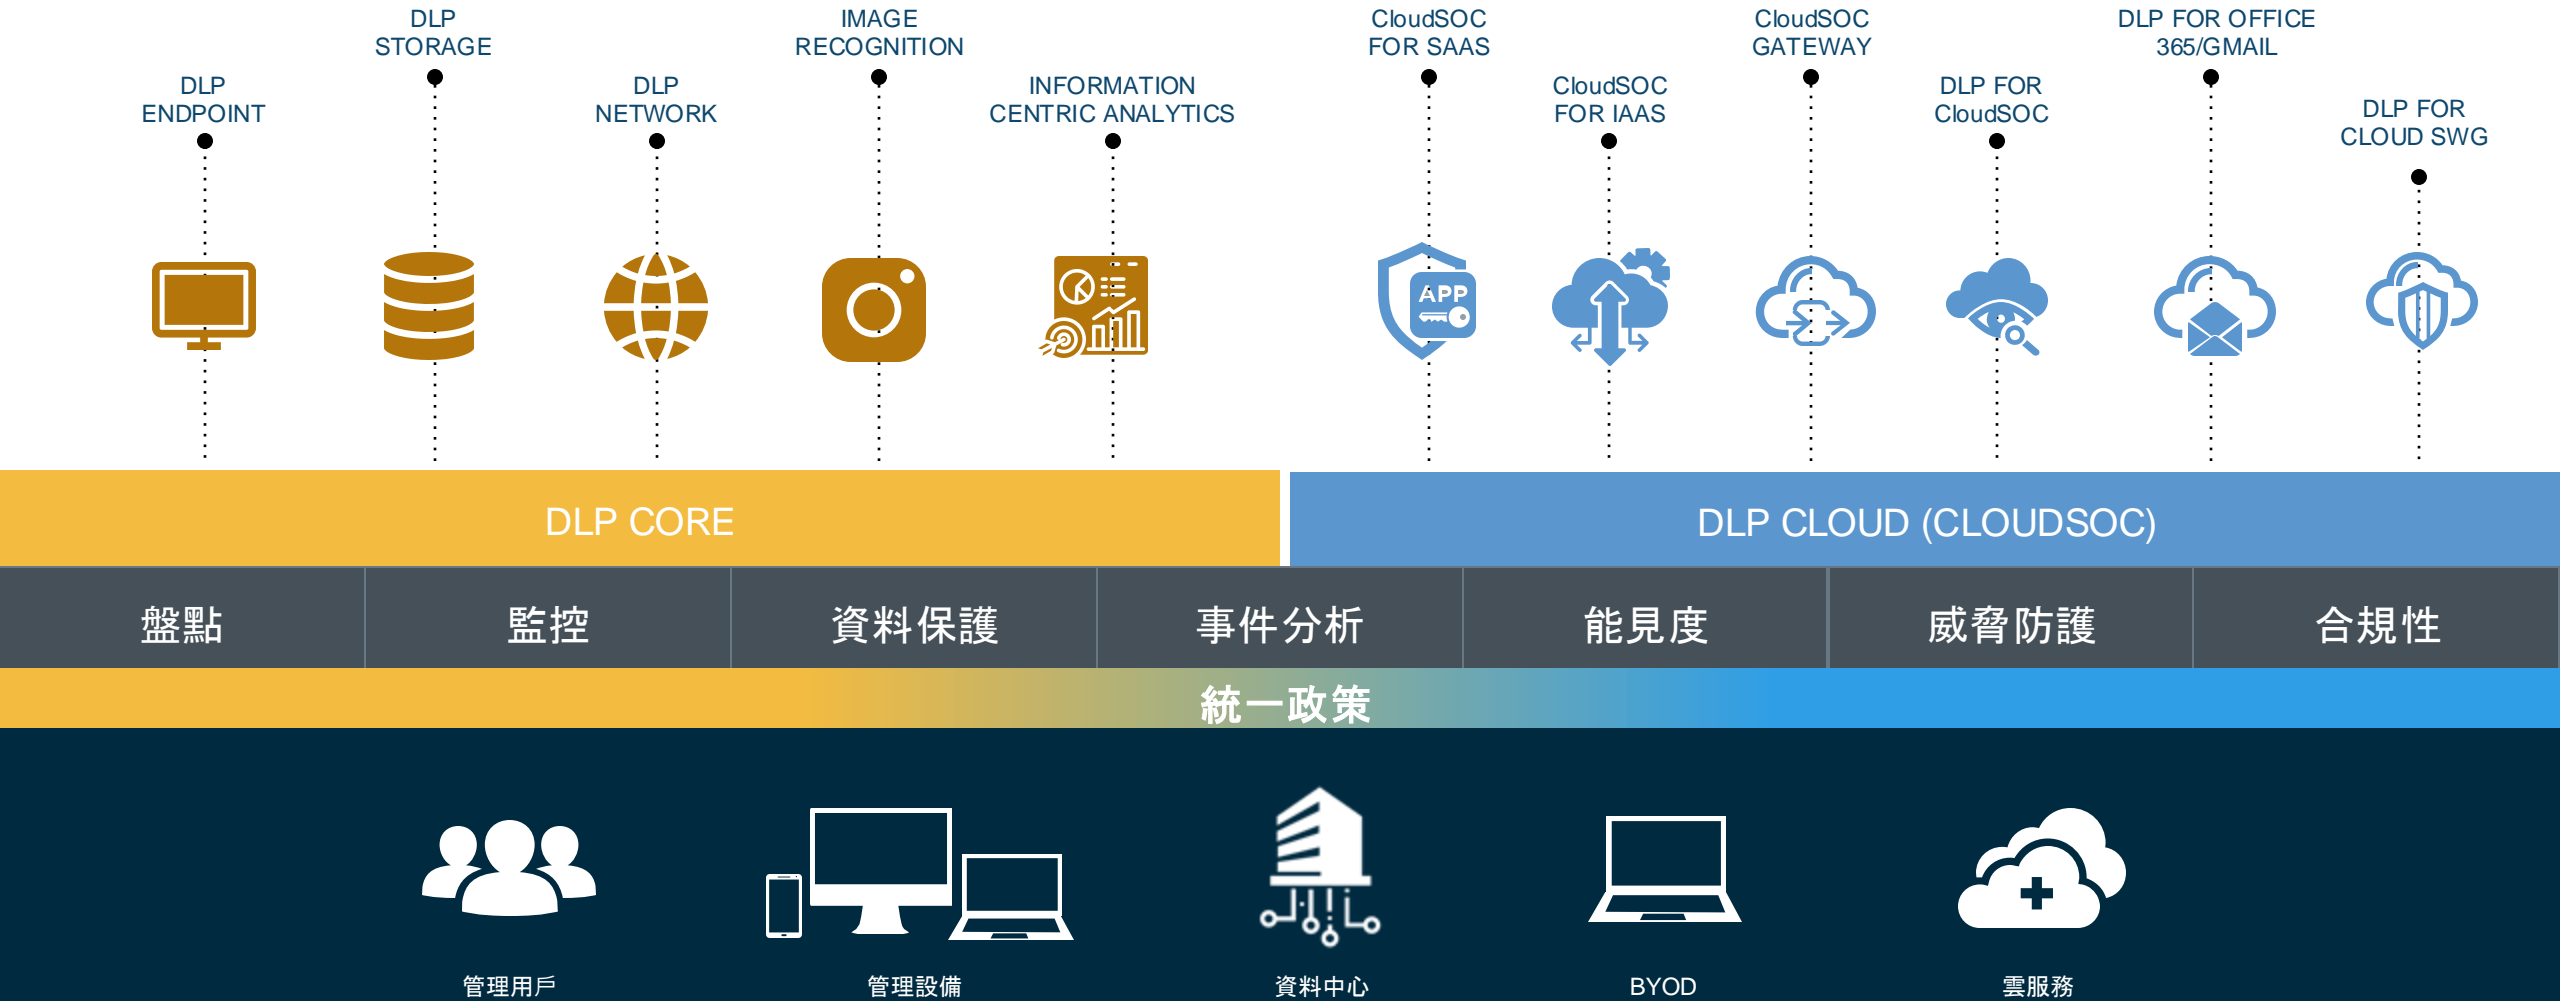 DLP
ENDPOINT
DLP
STORAGE
DLP
NETWORK
IMAGE
RECOGNITION
INFORMATION
CENTRIC ANALYTICS
CloudSOC
FOR SAAS
CloudSOC
FOR IAAS
CloudSOC
GATEWAY
DLP FOR
CloudSOC
DLP FOR OFFICE
365/GMAIL
DLP FOR
CLOUD SWG
APP
DLP CORE
DLP CLOUD (CLOUDSOC)
盤點
監控
資料保護
事件分析
能見度
威脅防護
合規性
統一政策
管理用戶
管理設備
資料中心
BYOD
雲服務